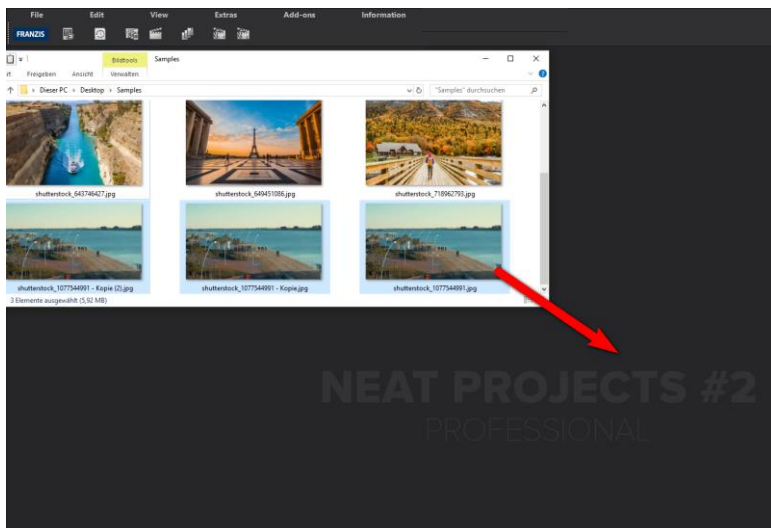 File Edit View Extras Add-ons Information
FRANZIS
Bildtools Samples
rt Freigeben Ansicht Verwalten
Dieser PC › Desktop › Samples "Samples" durchsuchen
shutterstock_643746427.jpg shutterstock_649451086.jpg shutterstock_718962793.jpg
shutterstock_1077544991 - Kopie (2).jpg shutterstock_1077544991 - Kopie.jpg shutterstock_1077544991.jpg
3 Elemente ausgewählt (5,92 MB)
NEAT PROJECTS #2
PROFESSIONAL